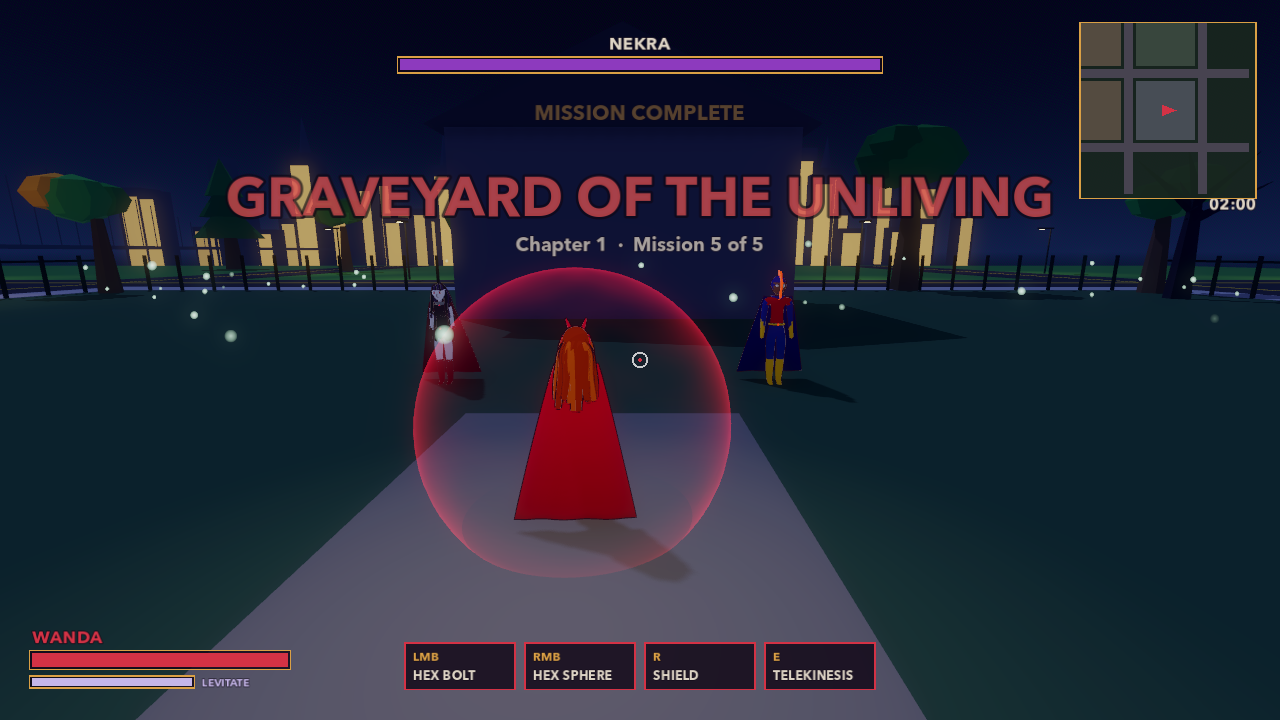 NEKRA
MISSION COMPLETE
GRAVEYARD OF THE UNLIVING
Chapter 1 · Mission 5 of 5
02:00
WANDA
LEVITATE
LMB
HEX BOLT
RMB
HEX SPHERE
R
SHIELD
E
TELEKINESIS